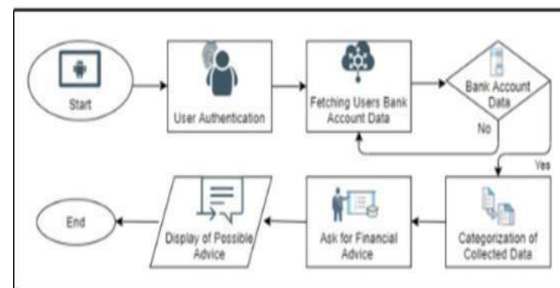 Start
User Authentication
Fetching Users Bank
Account Data
Bank Account
Data
No
Yes
Categorization of
Collected Data
Ask for Financial
Advice
Display of Possible
Advice
End